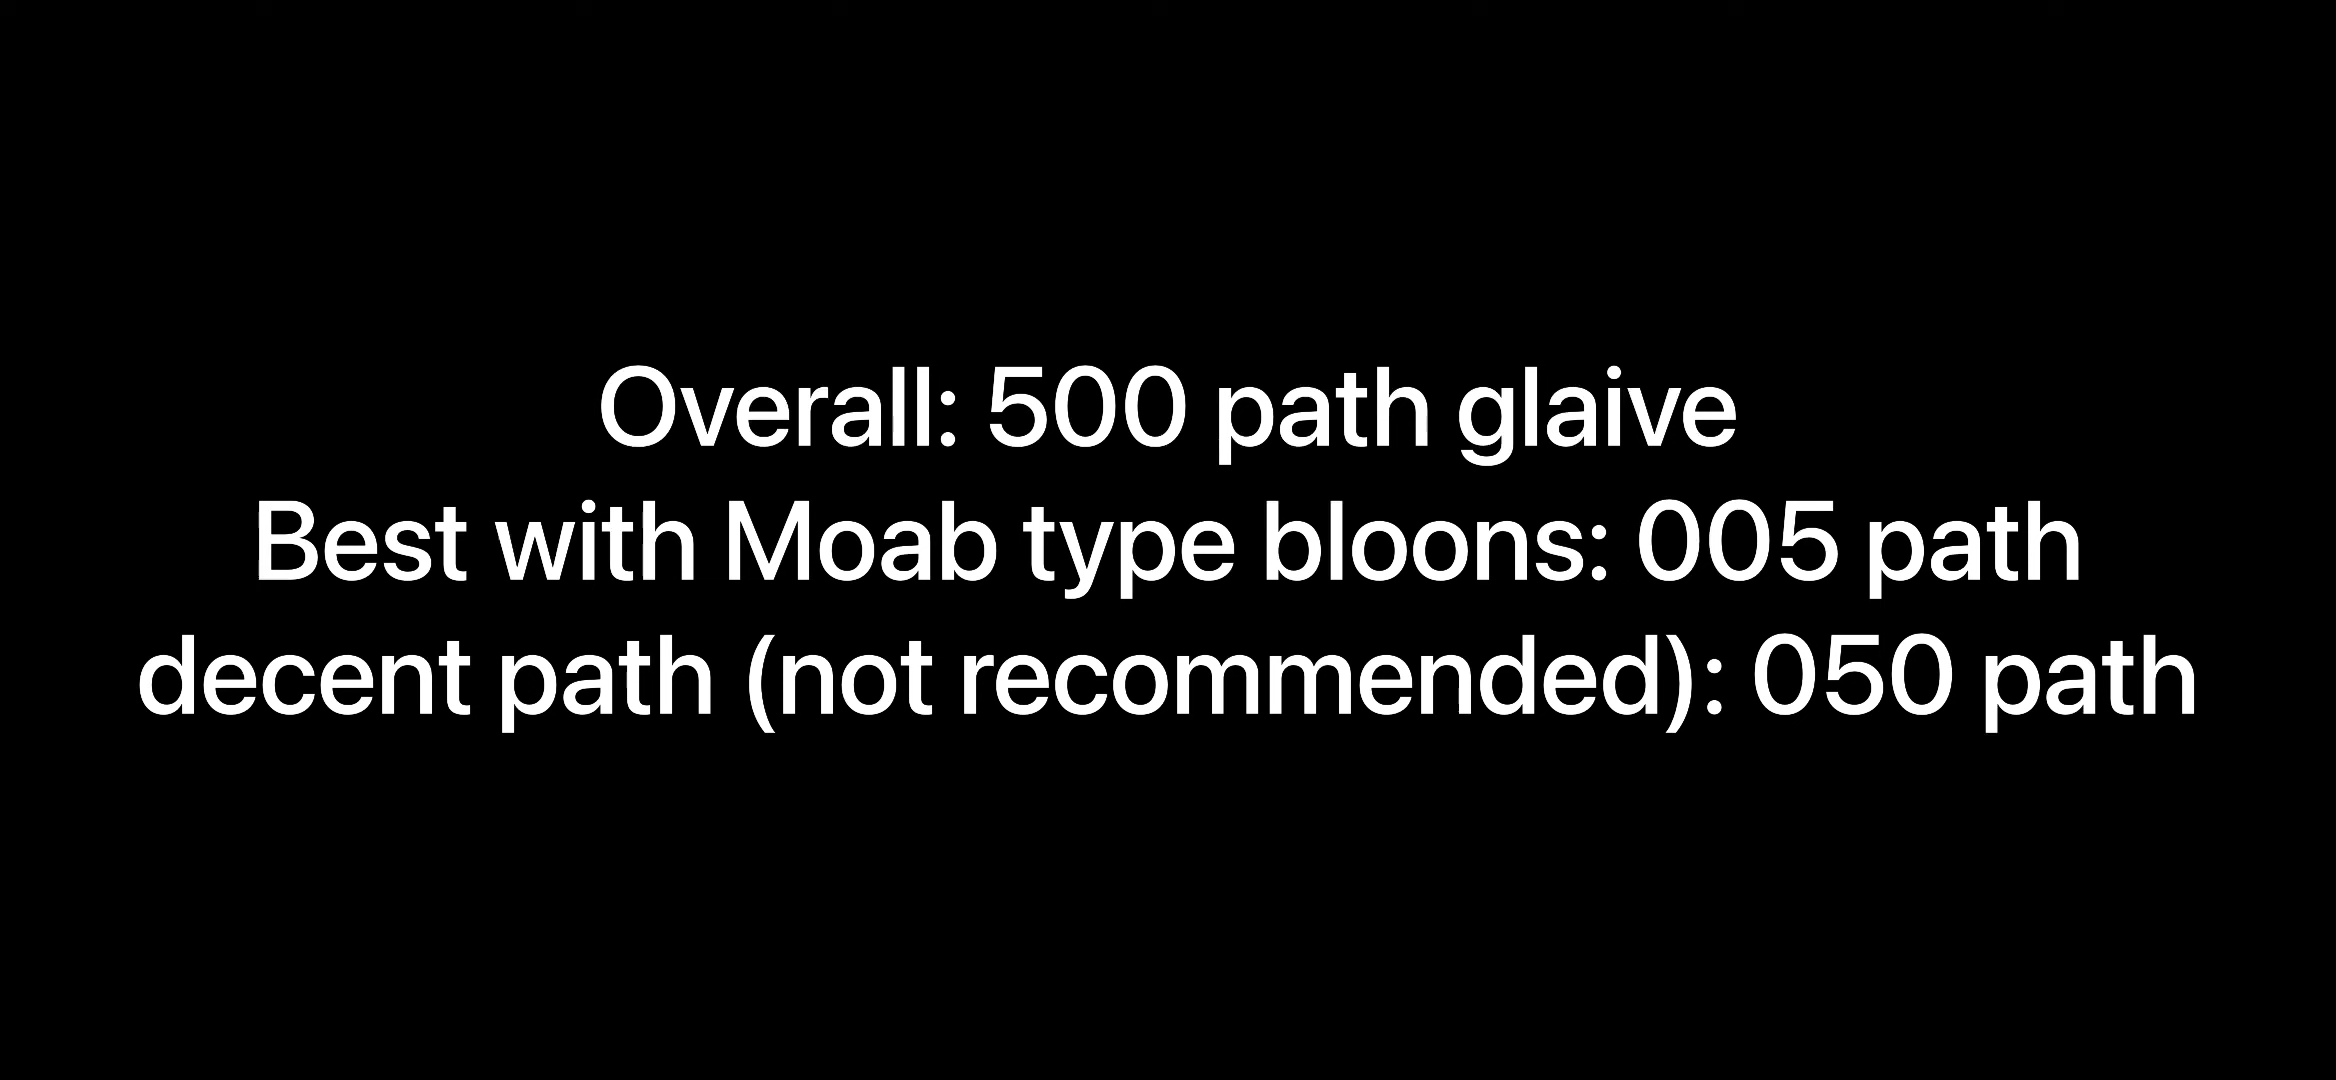 Overall: 500 path glaive
Best with Moab type bloons: 005 path
decent path (not recommended): 050 path